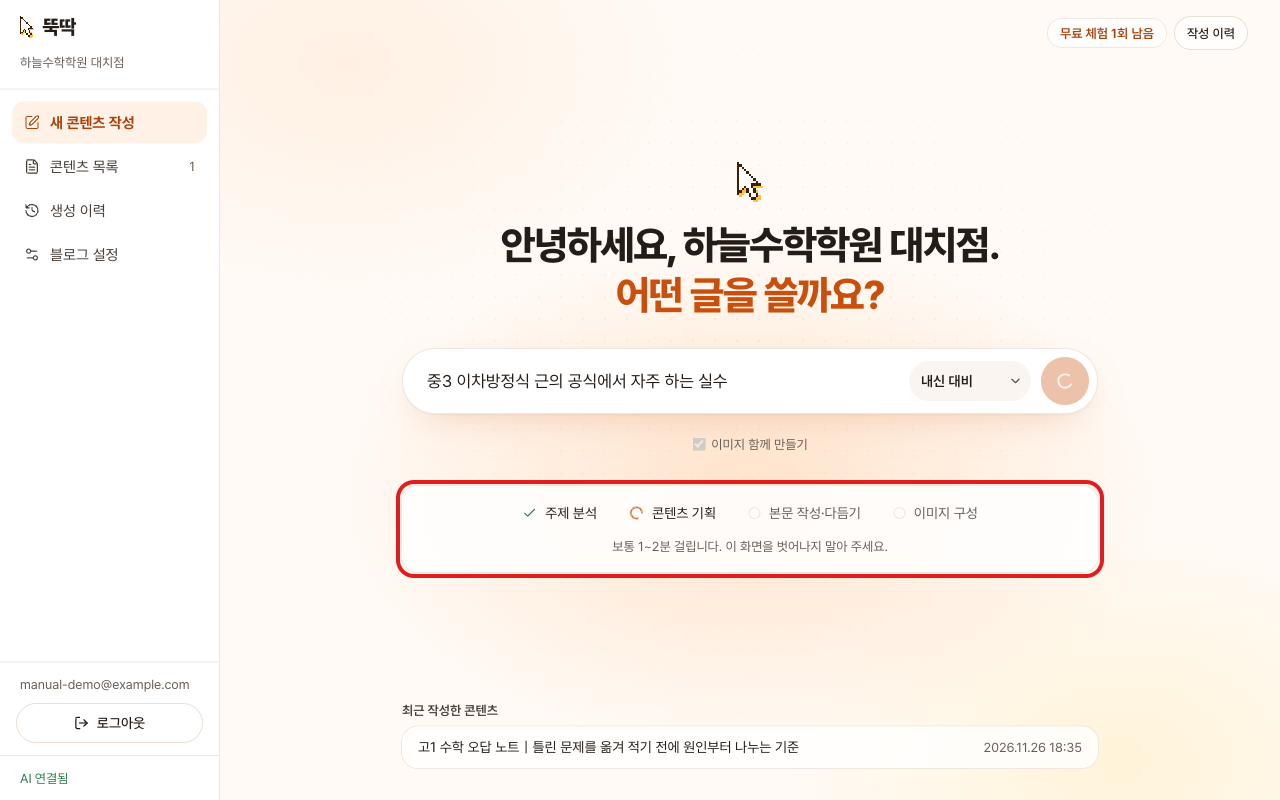 뚝딱
하늘수학학원 대치점
새 콘텐츠 작성
콘텐츠 목록 1
생성 이력
블로그 설정
manual-demo@example.com
로그아웃
AI 연결됨
무료 체험 1회 남음 작성 이력
안녕하세요, 하늘수학학원 대치점.
어떤 글을 쓸까요?
중3 이차방정식 근의 공식에서 자주 하는 실수 내신 대비
이미지 함께 만들기
주제 분석 콘텐츠 기획 본문 작성·다듬기 이미지 구성
보통 1~2분 걸립니다. 이 화면을 벗어나지 말아 주세요.
최근 작성한 콘텐츠
고1 수학 오답 노트 | 틀린 문제를 옮겨 적기 전에 원인부터 나누는 기준 2026.11.26 18:35